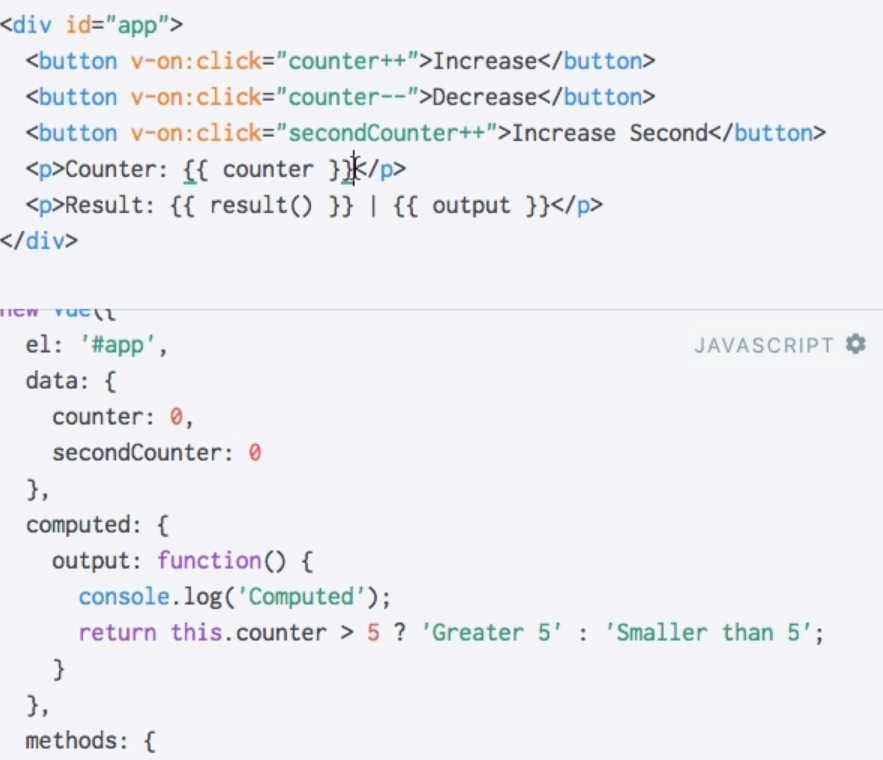 <div id="app">
<button v-on:click="counter++">Increase</button>
<button v-on:click="counter--">Decrease</button>
<button v-on:click="secondCounter++">Increase Second</button>
<p>Counter: {{ counter }}</p>
<p>Result: {{ result() }} | {{ output }}</p>
</div>
new Vue({
el: '#app',
JAVASCRIPT
data: {
counter: 0,
secondCounter: 0
},
computed: {
output: function() {
console.log('Computed');
return this.counter > 5 ? 'Greater 5' : 'Smaller than 5';
}
},
methods: {